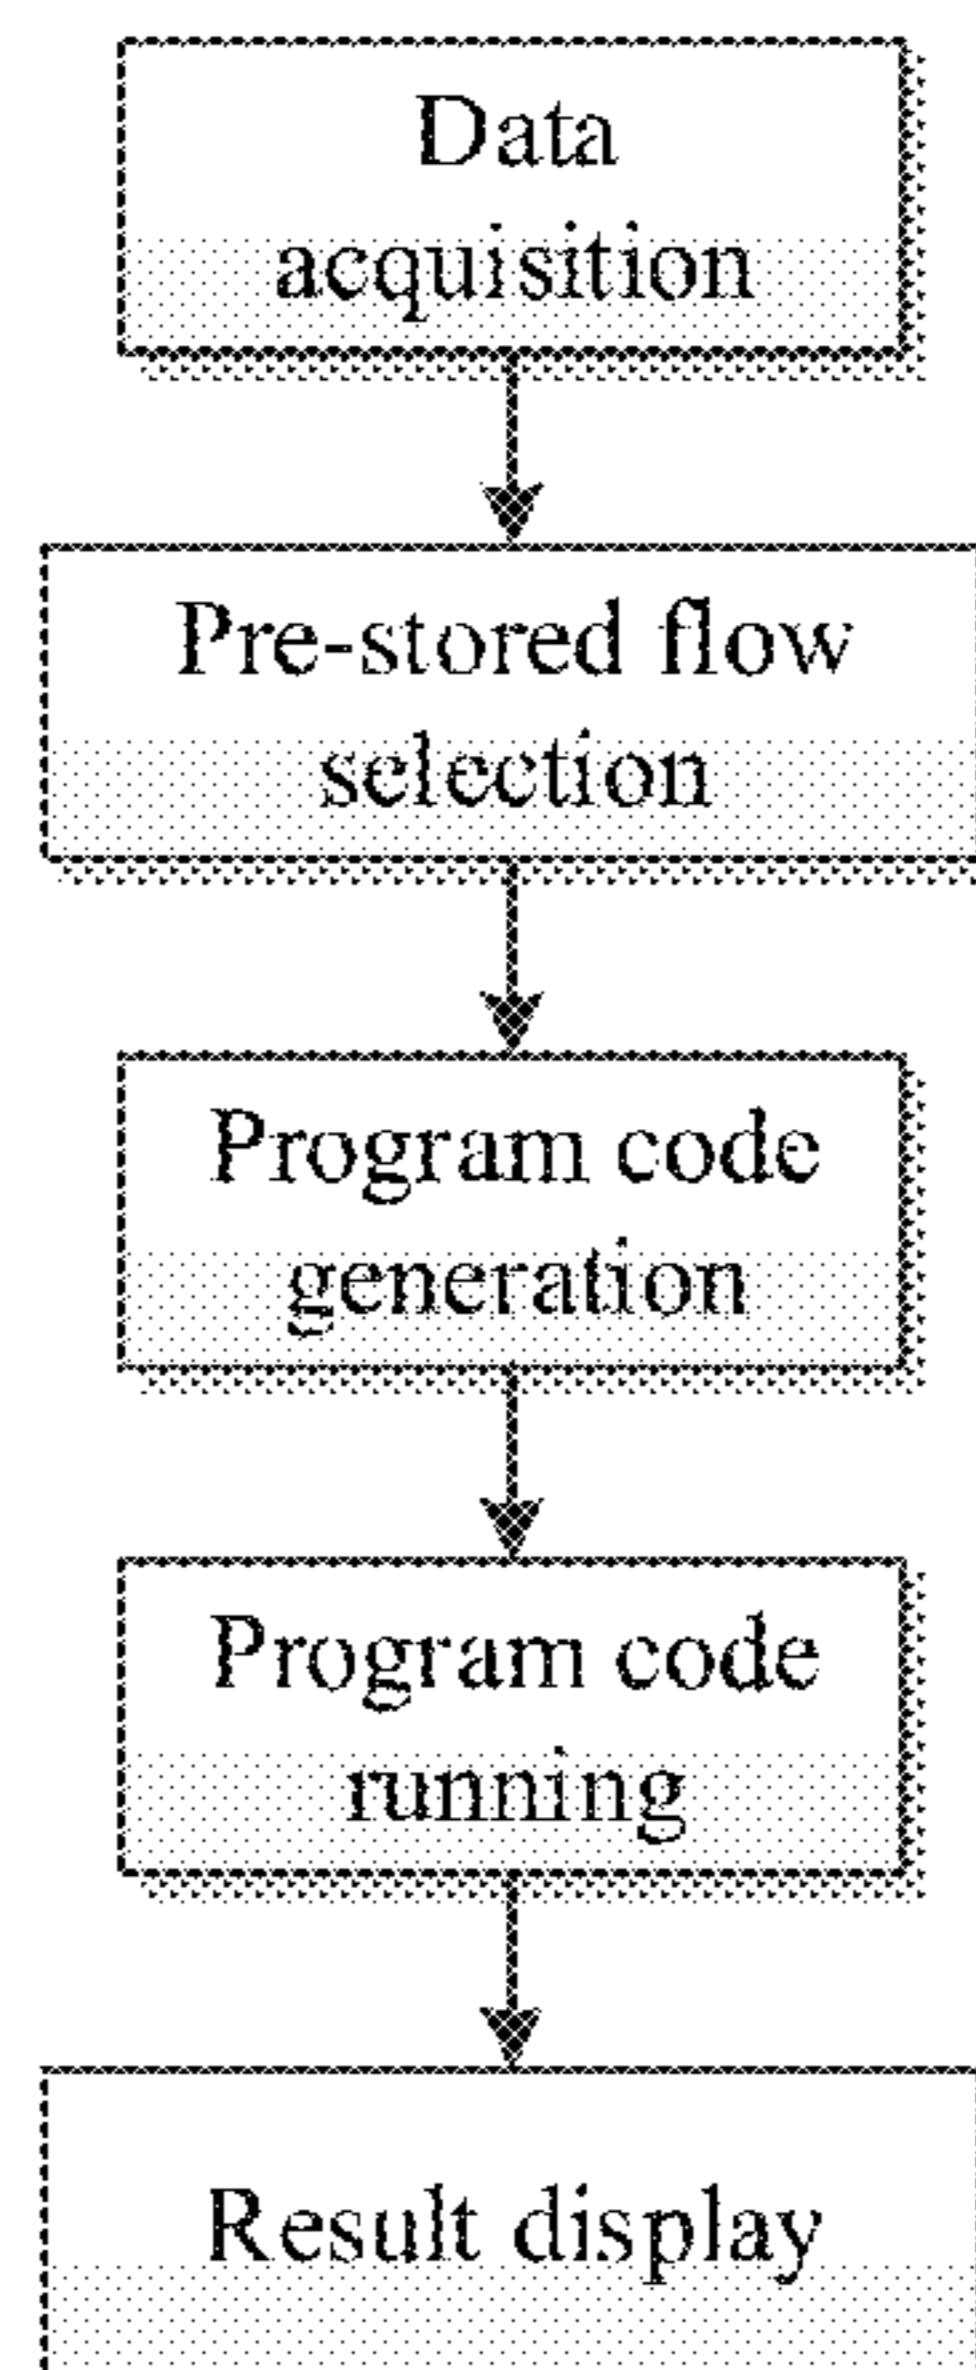 Data
acquisition
Pre-stored flow
selection
Program code
generation
Program code
running
Result display